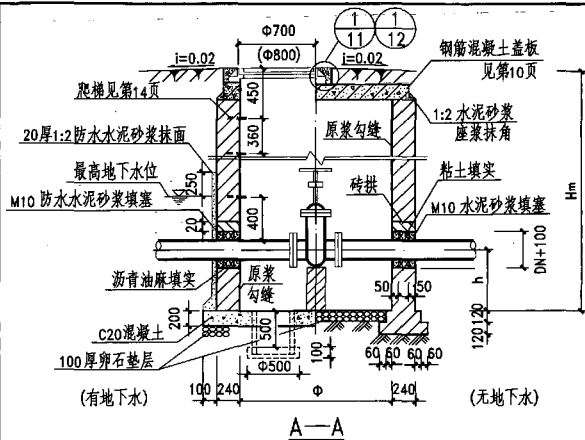 Φ700
(Φ800)
1
11
1
12
i=0.02
i=0.02
钢筋混凝土盖板
见第10页
爬梯见第14页
450
1:2 水泥砂浆
座浆抹角
20厚1:2防水水泥砂浆抹面
360
原浆勾缝
最高地下水位
250
砖拱
粘土填实
M10 防水水泥砂浆填塞
400
M10 水泥砂浆填塞
20
DN+100
h
Hm
沥青油麻填实
原浆
勾缝
50
50
200
500
120
120
C20混凝土
100厚卵石垫层
100
60
60
60
60
Φ500
100
240
Φ
240
(有地下水)
(无地下水)
A—A